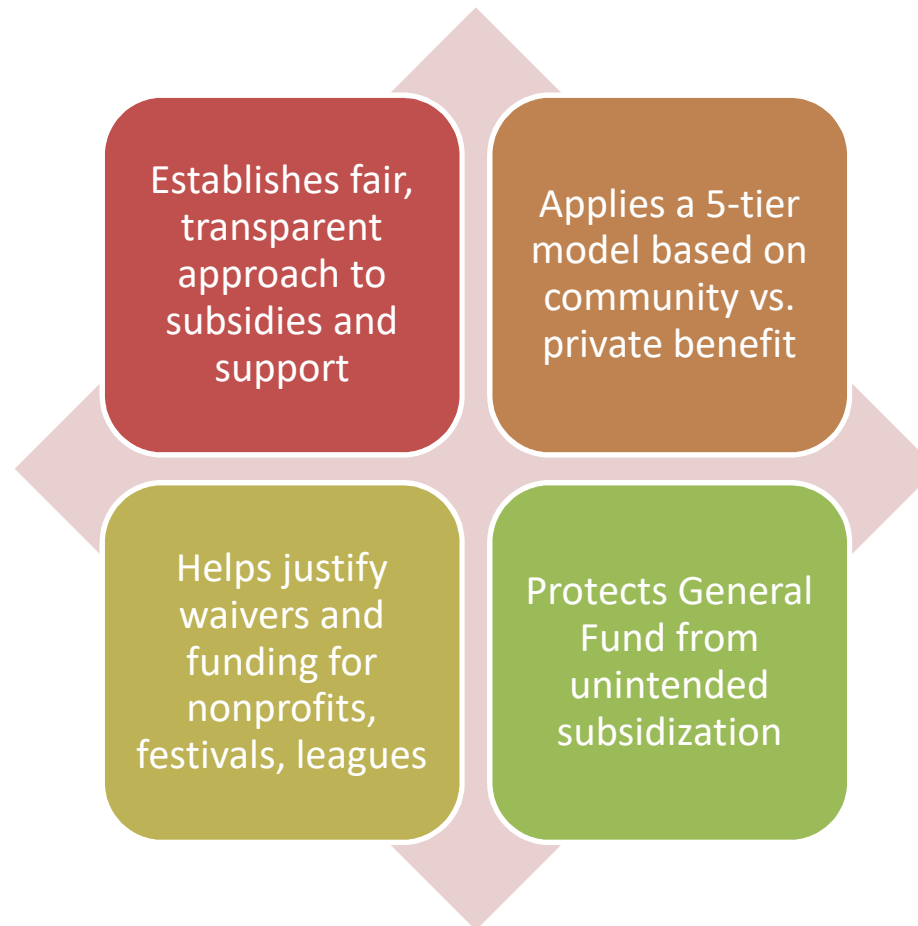 Establishes fair,
transparent
approach to
subsidies and
support
Applies a 5-tier
model based on
community vs.
private benefit
Helps justify
waivers and
funding for
nonprofits,
festivals, leagues
Protects General
Fund from
unintended
subsidization